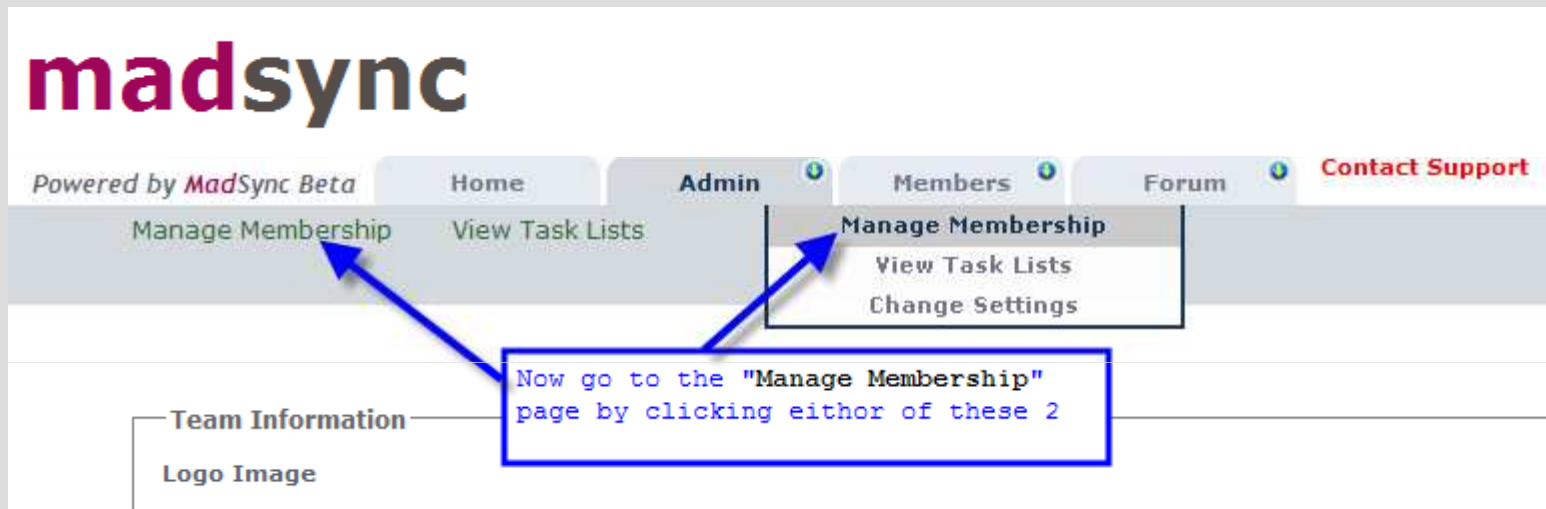 madsync
Powered by MadSync Beta Home Admin Members Forum Contact Support
Manage Membership View Task Lists Manage Membership
View Task Lists
Change Settings
Now go to the "Manage Membership"
page by clicking eithor of these 2
Team Information
Logo Image